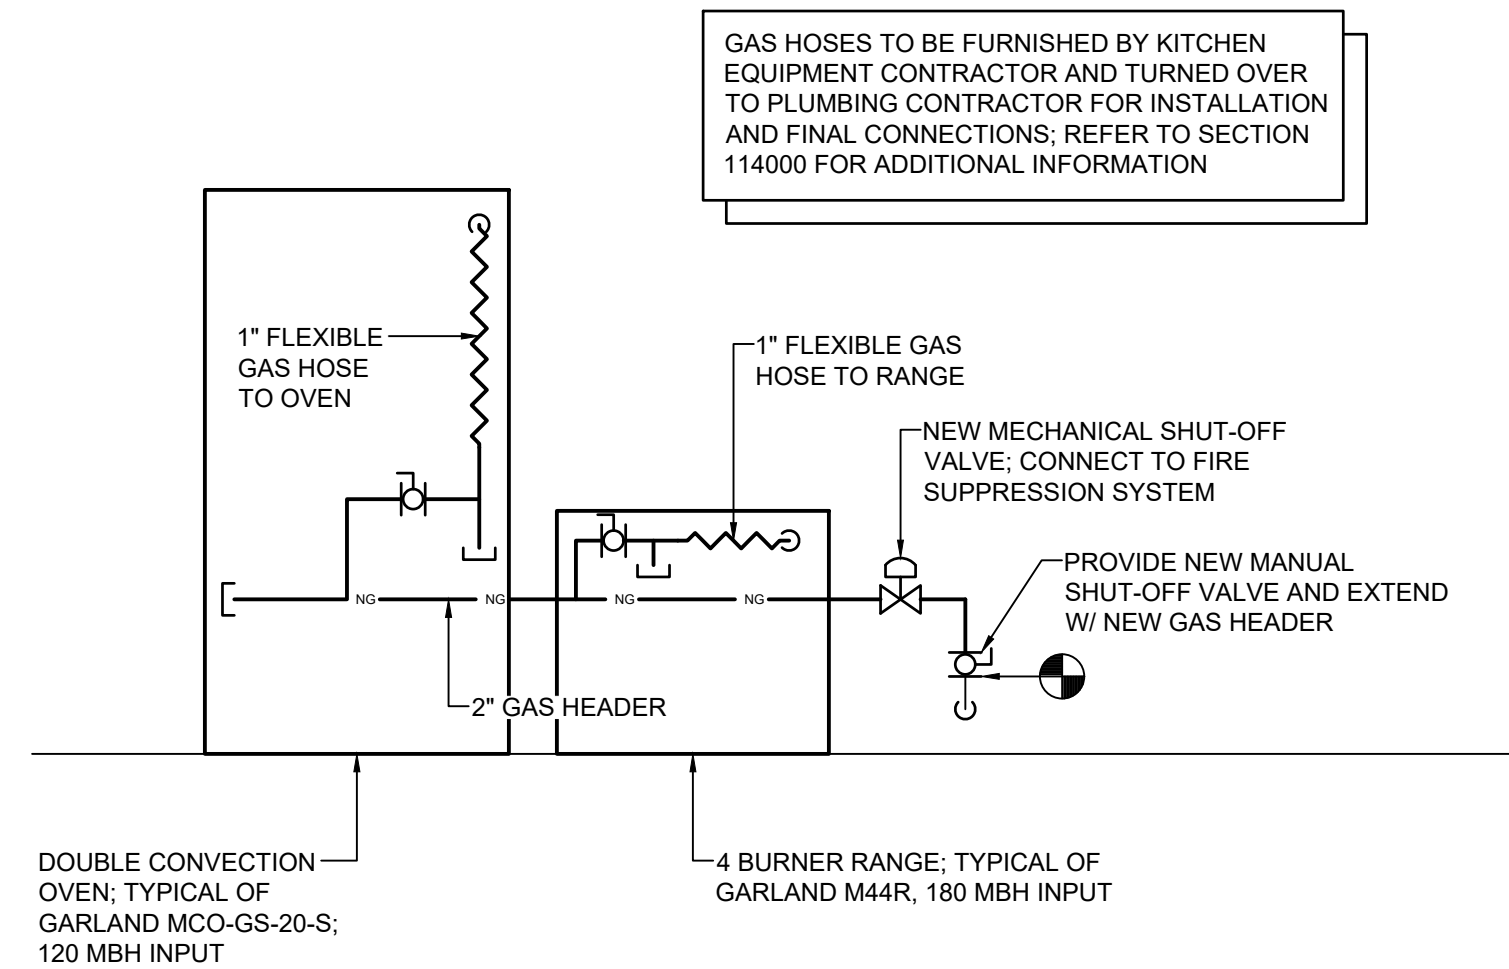 GAS HOSES TO BE FURNISHED BY KITCHEN
EQUIPMENT CONTRACTOR AND TURNED OVER
TO PLUMBING CONTRACTOR FOR INSTALLATION
AND FINAL CONNECTIONS; REFER TO SECTION
114000 FOR ADDITIONAL INFORMATION
1" FLEXIBLE
GAS HOSE
TO OVEN
1" FLEXIBLE GAS
HOSE TO RANGE
NEW MECHANICAL SHUT-OFF
VALVE; CONNECT TO FIRE
SUPPRESSION SYSTEM
PROVIDE NEW MANUAL
SHUT-OFF VALVE AND EXTEND
W/ NEW GAS HEADER
NG
NG
NG
NG
2" GAS HEADER
DOUBLE CONVECTION
OVEN; TYPICAL OF
GARLAND MCO-GS-20-S;
120 MBH INPUT
4 BURNER RANGE; TYPICAL OF
GARLAND M44R, 180 MBH INPUT